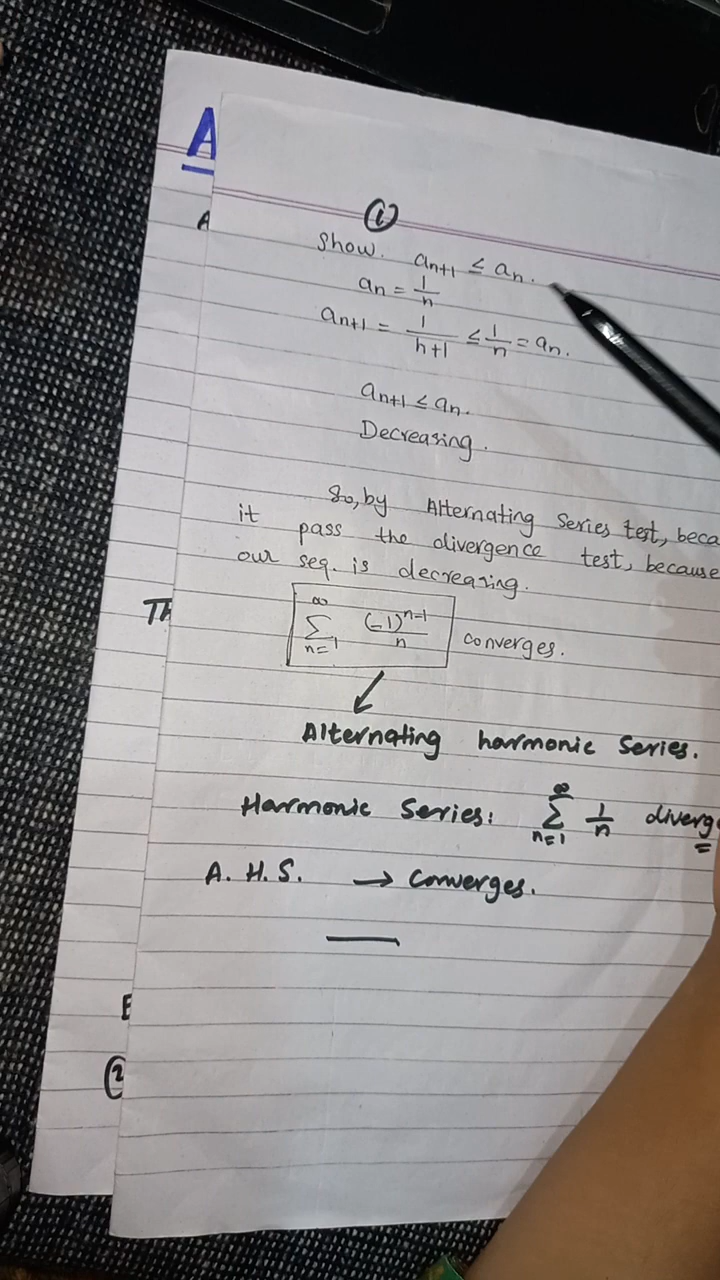 A
A
①
Show. an+1 ≤ an.
an = 1/n
an+1 = 1/n+1 ≤ 1/n = an.
an+1 ≤ an.
Decreasing.
So, by Alternating Series test, beca
it pass the divergence test, because
our seq. is decreasing.
∞∑n=1 (-1)^n-1/n converges.
Alternating harmonic Series.
Harmonic Series: ∞∑n=1 1/n diverg
A. H. S. → Converges.
E
②